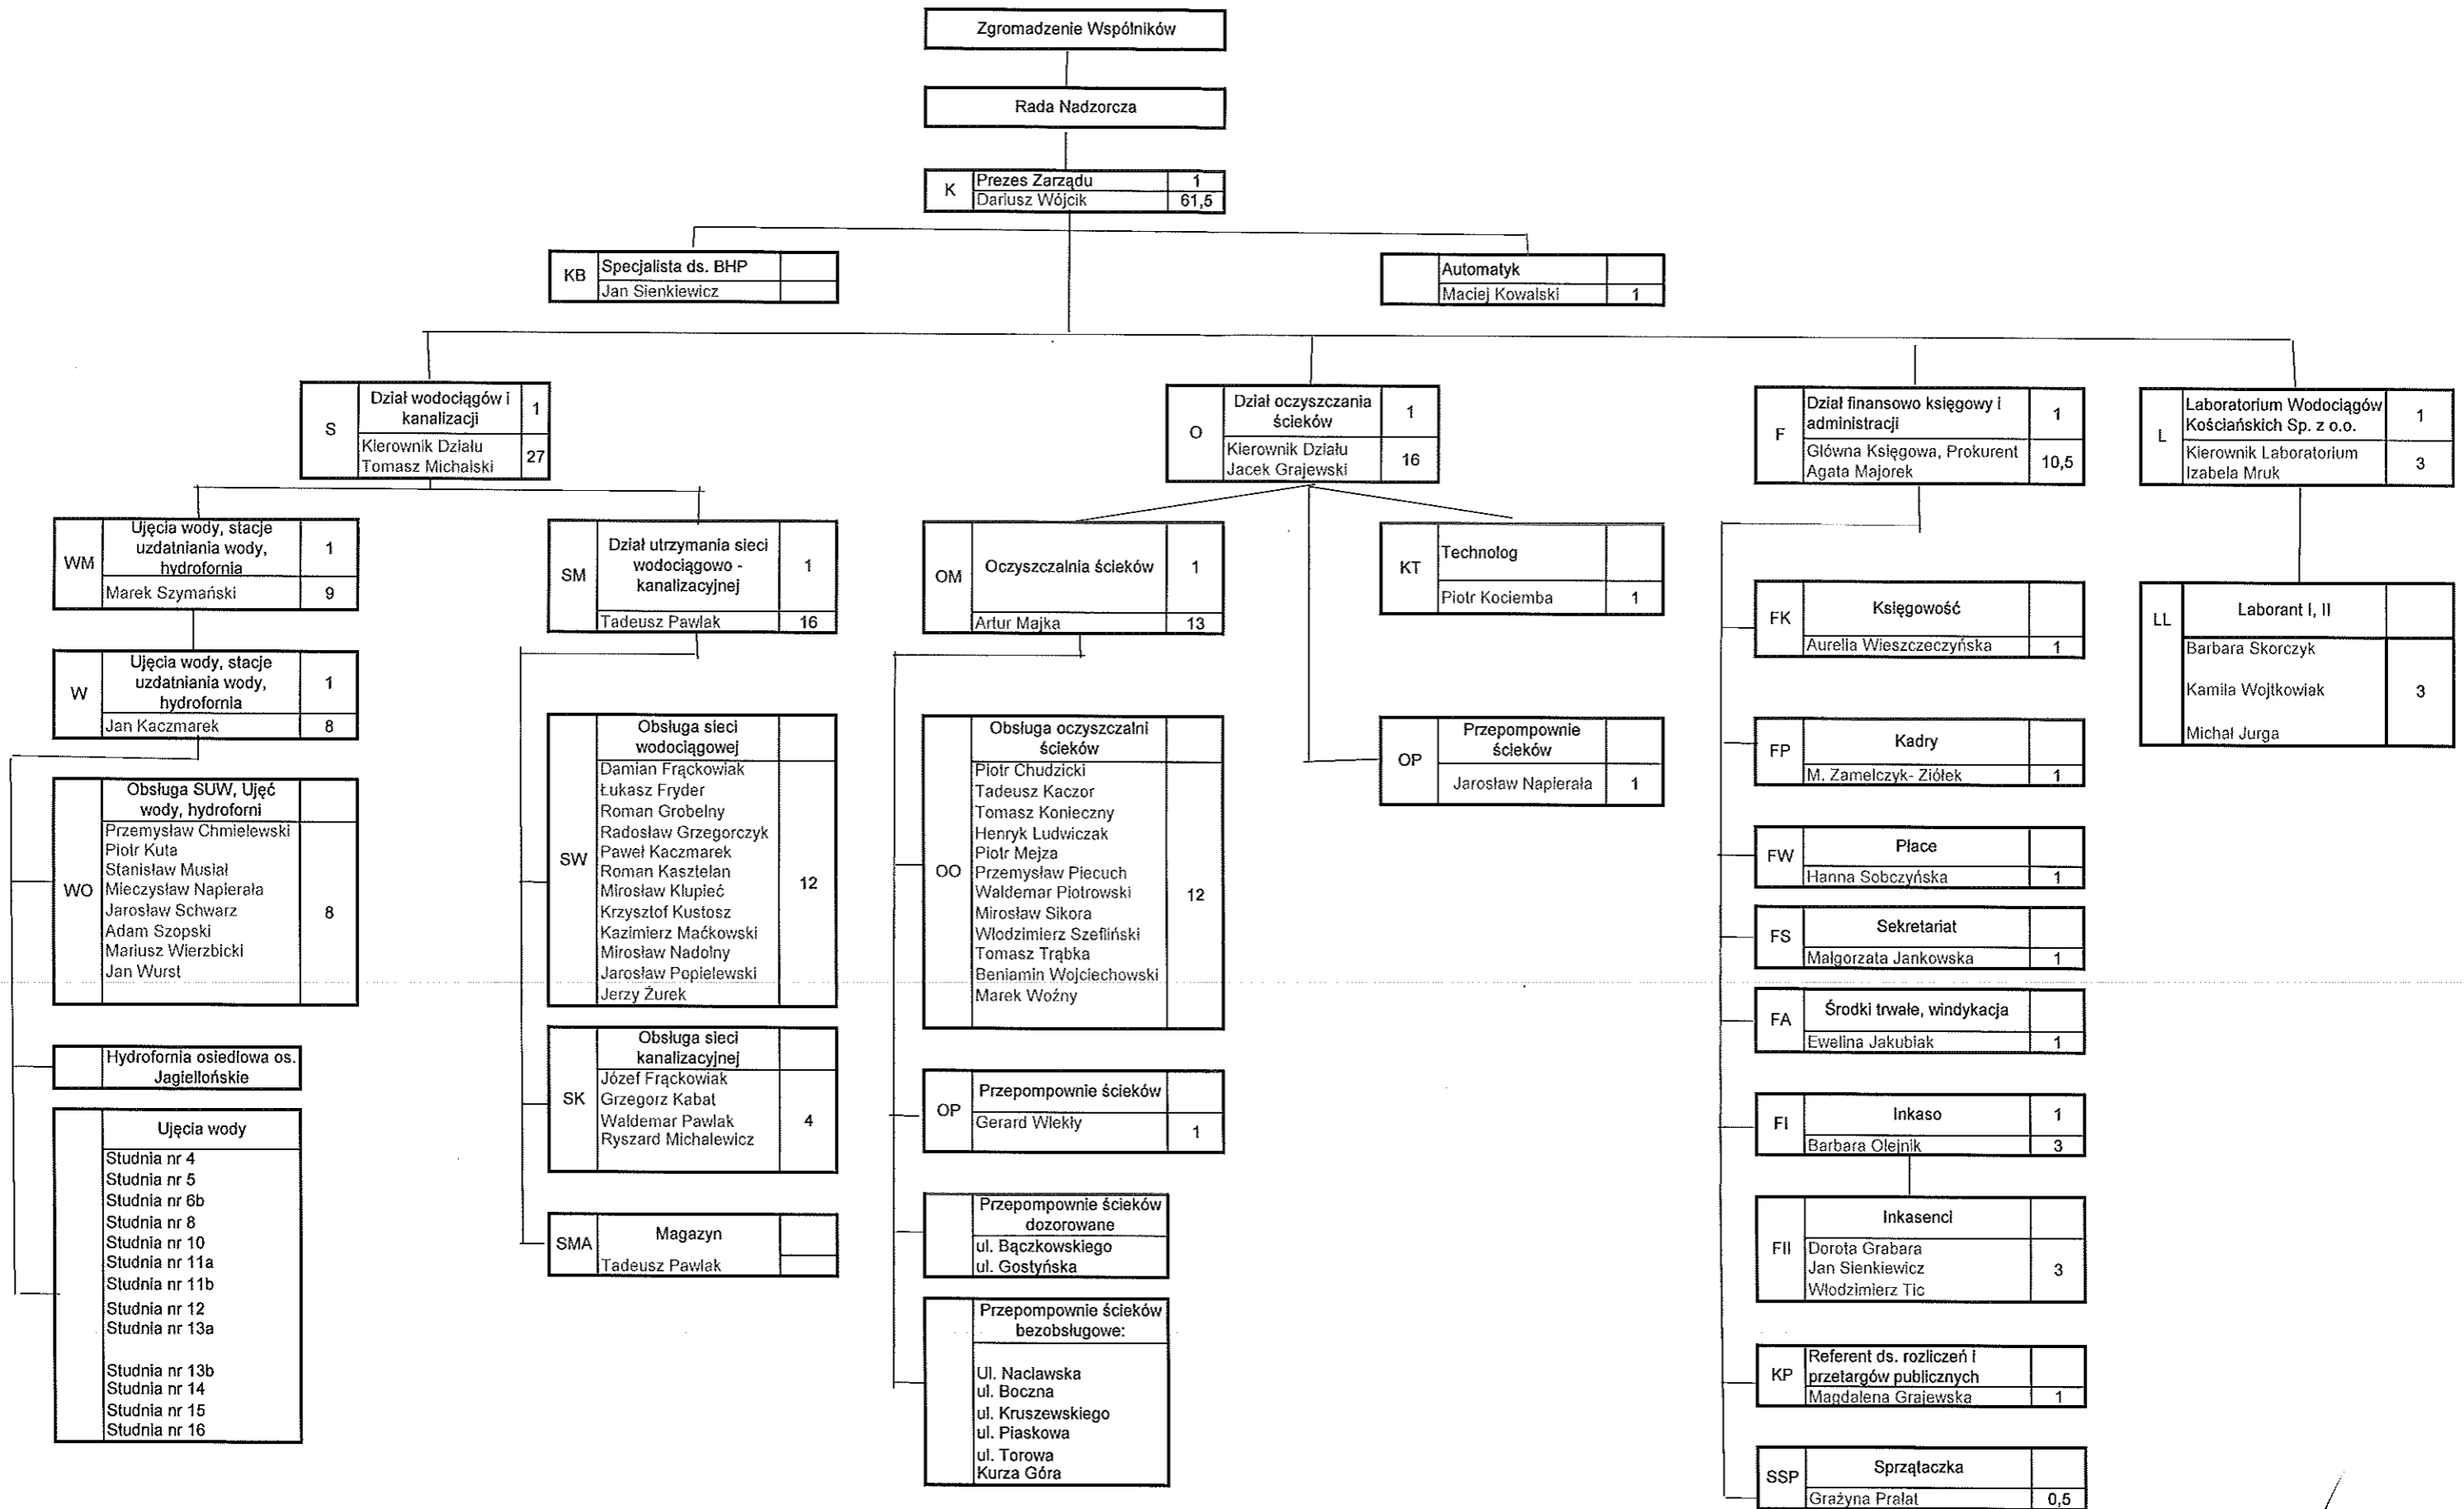 Zgromadzenie Wspólników
Rada Nadzorcza
K
Prezes Zarządu
1
Dariusz Wójcik
61,5
KB
Specjalista ds. BHP
Jan Sienkiewicz
Automatyk
Maciej Kowalski
1
S
Dział wodociągów i
kanalizacji
1
Kierownik Działu
Tomasz Michalski
27
O
Dział oczyszczania
ścieków
1
Kierownik Działu
Jacek Grajewski
16
F
Dział finansowo księgowy i
administracji
1
Główna Księgowa, Prokurent
Agata Majorek
10,5
L
Laboratorium Wodociągów
Kościańskich Sp. z o.o.
1
Kierownik Laboratorium
Izabela Mruk
3
WM
Ujęcia wody, stacje
uzdatniania wody,
hydrofornia
1
Marek Szymański
9
W
Ujęcia wody, stacje
uzdatniania wody,
hydrofornia
1
Jan Kaczmarek
8
WO
Obsługa SUW, Ujęć
wody, hydroforni
Przemysław Chmielewski
Piotr Kuta
Stanisław Musiał
Mieczysław Napierała
Jarosław Schwarz
Adam Szopski
Mariusz Wierzbicki
Jan Wurst
8
Hydrofornia osiedlowa os.
Jagiellońskie
Ujęcia wody
Studnia nr 4
Studnia nr 5
Studnia nr 6b
Studnia nr 8
Studnia nr 10
Studnia nr 11a
Studnia nr 11b
Studnia nr 12
Studnia nr 13a
Studnia nr 13b
Studnia nr 14
Studnia nr 15
Studnia nr 16
SM
Dział utrzymania sieci
wodociągowo -
kanalizacyjnej
1
Tadeusz Pawlak
16
SW
Obsługa sieci
wodociągowej
Damian Frąckowiak
Łukasz Fryder
Roman Grobelny
Radosław Grzegorczyk
Paweł Kaczmarek
Roman Kasztelan
Mirosław Klupieć
Krzysztof Kustosz
Kazimierz Maćkowski
Mirosław Nadolny
Jarosław Popielewski
Jerzy Żurek
12
SK
Obsługa sieci
kanalizacyjnej
Józef Frąckowiak
Grzegorz Kabat
Waldemar Pawlak
Ryszard Michalewicz
4
SMA
Magazyn
Tadeusz Pawlak
OM
Oczyszczalnia ścieków
1
Artur Majka
13
OO
Obsługa oczyszczalni
ścieków
Piotr Chudzicki
Tadeusz Kaczor
Tomasz Konieczny
Henryk Ludwiczak
Piotr Mejza
Przemysław Piecuch
Waldemar Piotrowski
Mirosław Sikora
Włodzimierz Szefliński
Tomasz Trąbka
Beniamin Wojciechowski
Marek Woźny
12
OP
Przepompownie ścieków
Gerard Wlekły
1
Przepompownie ścieków
dozorowane
ul. Bączkowskiego
ul. Gostyńska
Przepompownie ścieków
bezobsługowe:
Ul. Nacławska
ul. Boczna
ul. Kruszewskiego
ul. Piaskowa
ul. Torowa
Kurza Góra
KT
Technolog
Piotr Kociemba
1
OP
Przepompownie
ścieków
Jarosław Napierała
1
FK
Księgowość
Aurelia Wieszczeczyńska
1
FP
Kadry
M. Zamelczyk- Ziółek
1
FW
Płace
Hanna Sobczyńska
1
FS
Sekretariat
Małgorzata Jankowska
1
FA
Środki trwałe, windykacja
Ewelina Jakubiak
1
FI
Inkaso
1
Barbara Olejnik
3
FII
Inkasenci
Dorota Grabara
Jan Sienkiewicz
Włodzimierz Tic
3
KP
Referent ds. rozliczeń i
przetargów publicznych
Magdalena Grajewska
1
SSP
Sprzątaczka
Grażyna Prałat
0,5
LL
Laborant I, II
Barbara Skorczyk
Kamila Wojtkowiak
Michał Jurga
3